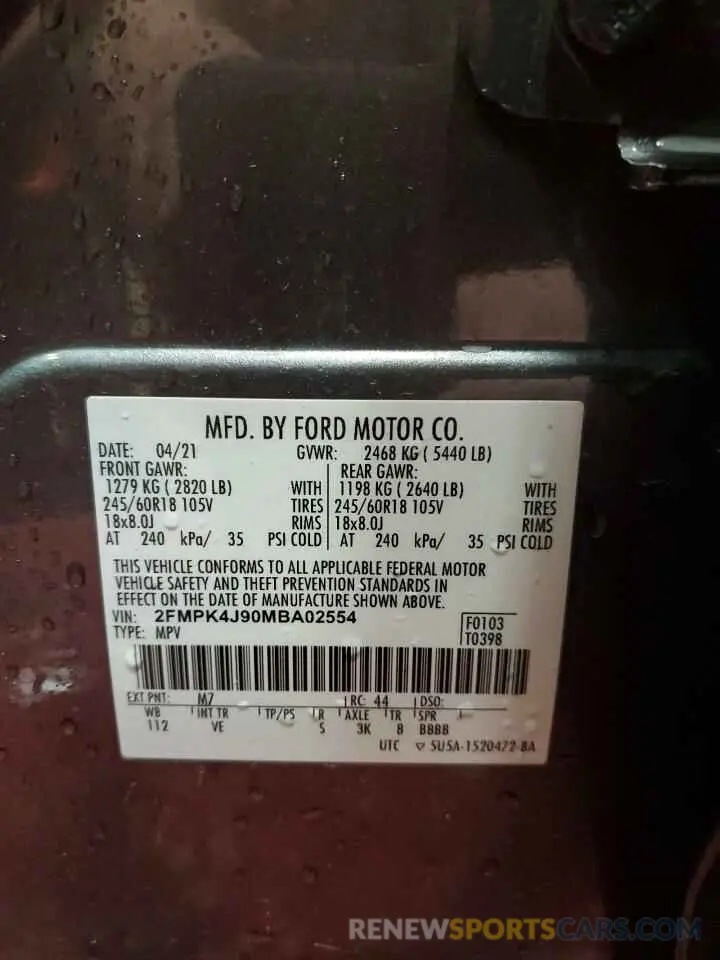 MFD. BY FORD MOTOR CO.
DATE: 04/21 GVWR: 2468 KG ( 5440 LB)
FRONT GAWR: REAR GAWR:
1279 KG ( 2820 LB) WITH 1198 KG ( 2640 LB) WITH
245/60R18 105V TIRES 245/60R18 105V TIRES
18x8.0J RIMS 18x8.0J RIMS
AT 240 kPa/ 35 PSI COLD AT 240 kPa/ 35 PSI COLD
THIS VEHICLE CONFORMS TO ALL APPLICABLE FEDERAL MOTOR
VEHICLE SAFETY AND THEFT PREVENTION STANDARDS IN
EFFECT ON THE DATE OF MANUFACTURE SHOWN ABOVE.
VIN: 2FMPK4J90MBA02554 F0103
TYPE: MPV T0398
EXT PNT: M7 RC: 44 DSO:
WB INT TR TP/PS R AXLE TR SPR
112 VE S 3K 8 BBBB
UTC ▽ 5U5A-1520472-BA
RENEWSPORTSCARS.COM